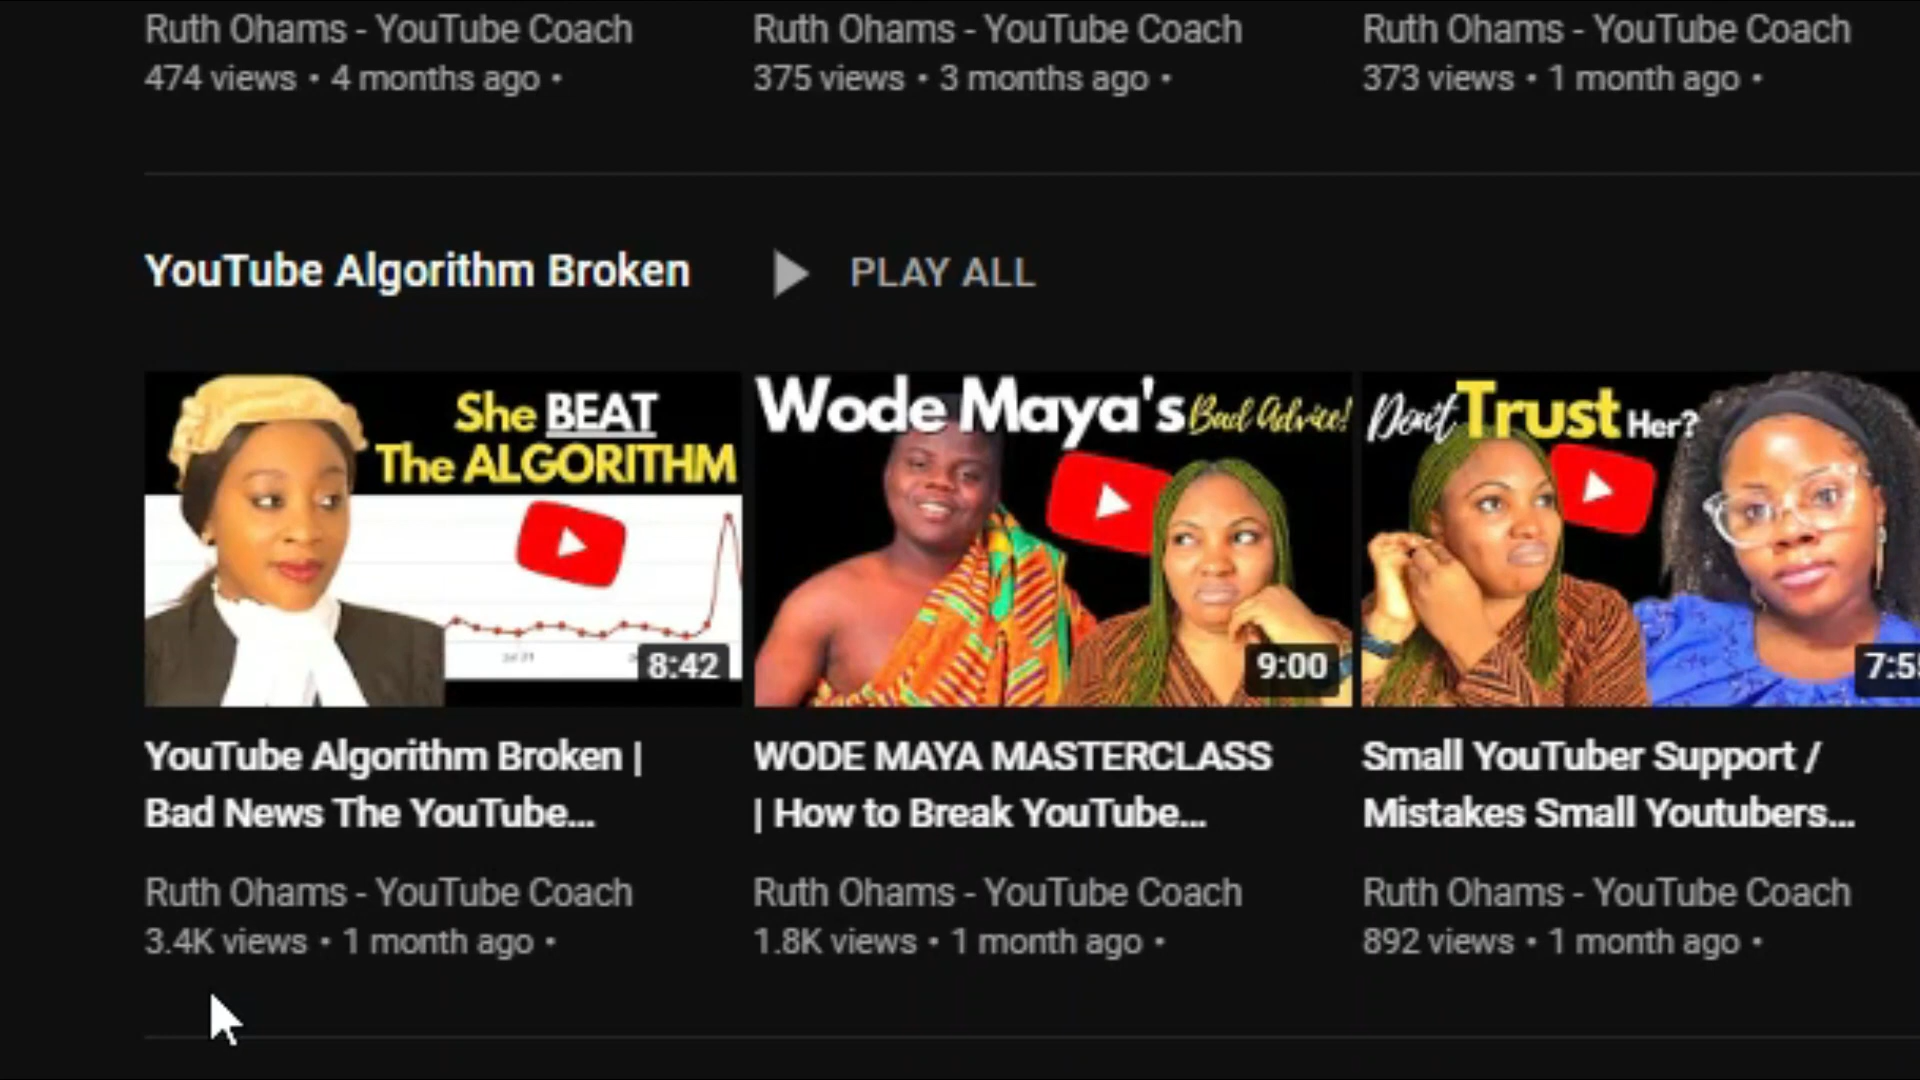 Ruth Ohams - YouTube Coach
474 views • 4 months ago •
Ruth Ohams - YouTube Coach
375 views • 3 months ago •
Ruth Ohams - YouTube Coach
373 views • 1 month ago •
YouTube Algorithm Broken
PLAY ALL
She BEAT
The ALGORITHM
8:42
YouTube Algorithm Broken |
Bad News The YouTube...
Ruth Ohams - YouTube Coach
3.4K views • 1 month ago •
Wode Maya's Bad Advice!
9:00
WODE MAYA MASTERCLASS
| How to Break YouTube...
Ruth Ohams - YouTube Coach
1.8K views • 1 month ago •
Don't Trust Her?
Small YouTuber Support /
Mistakes Small Youtubers...
Ruth Ohams - YouTube Coach
892 views • 1 month ago •